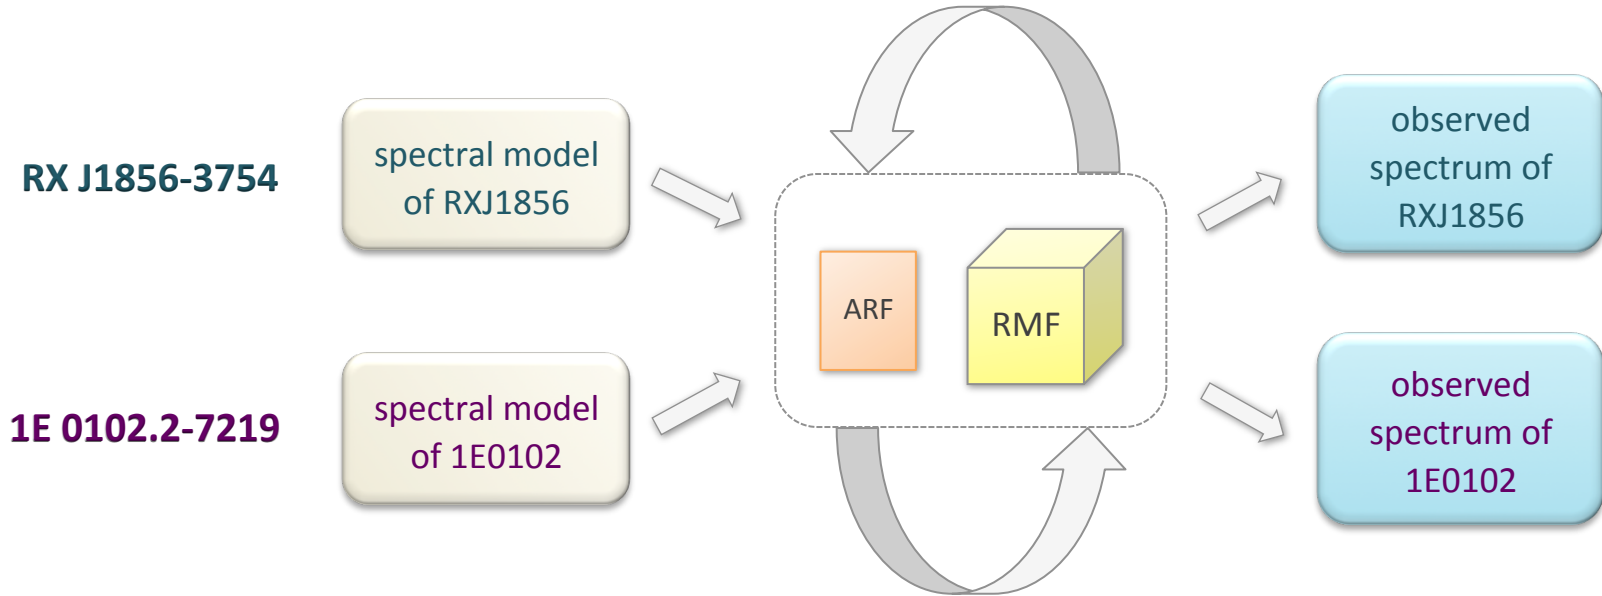 RX J1856-3754
spectral model
of RXJ1856
observed
spectrum of
RXJ1856
ARF
RMF
1E 0102.2-7219
spectral model
of 1E0102
observed
spectrum of
1E0102